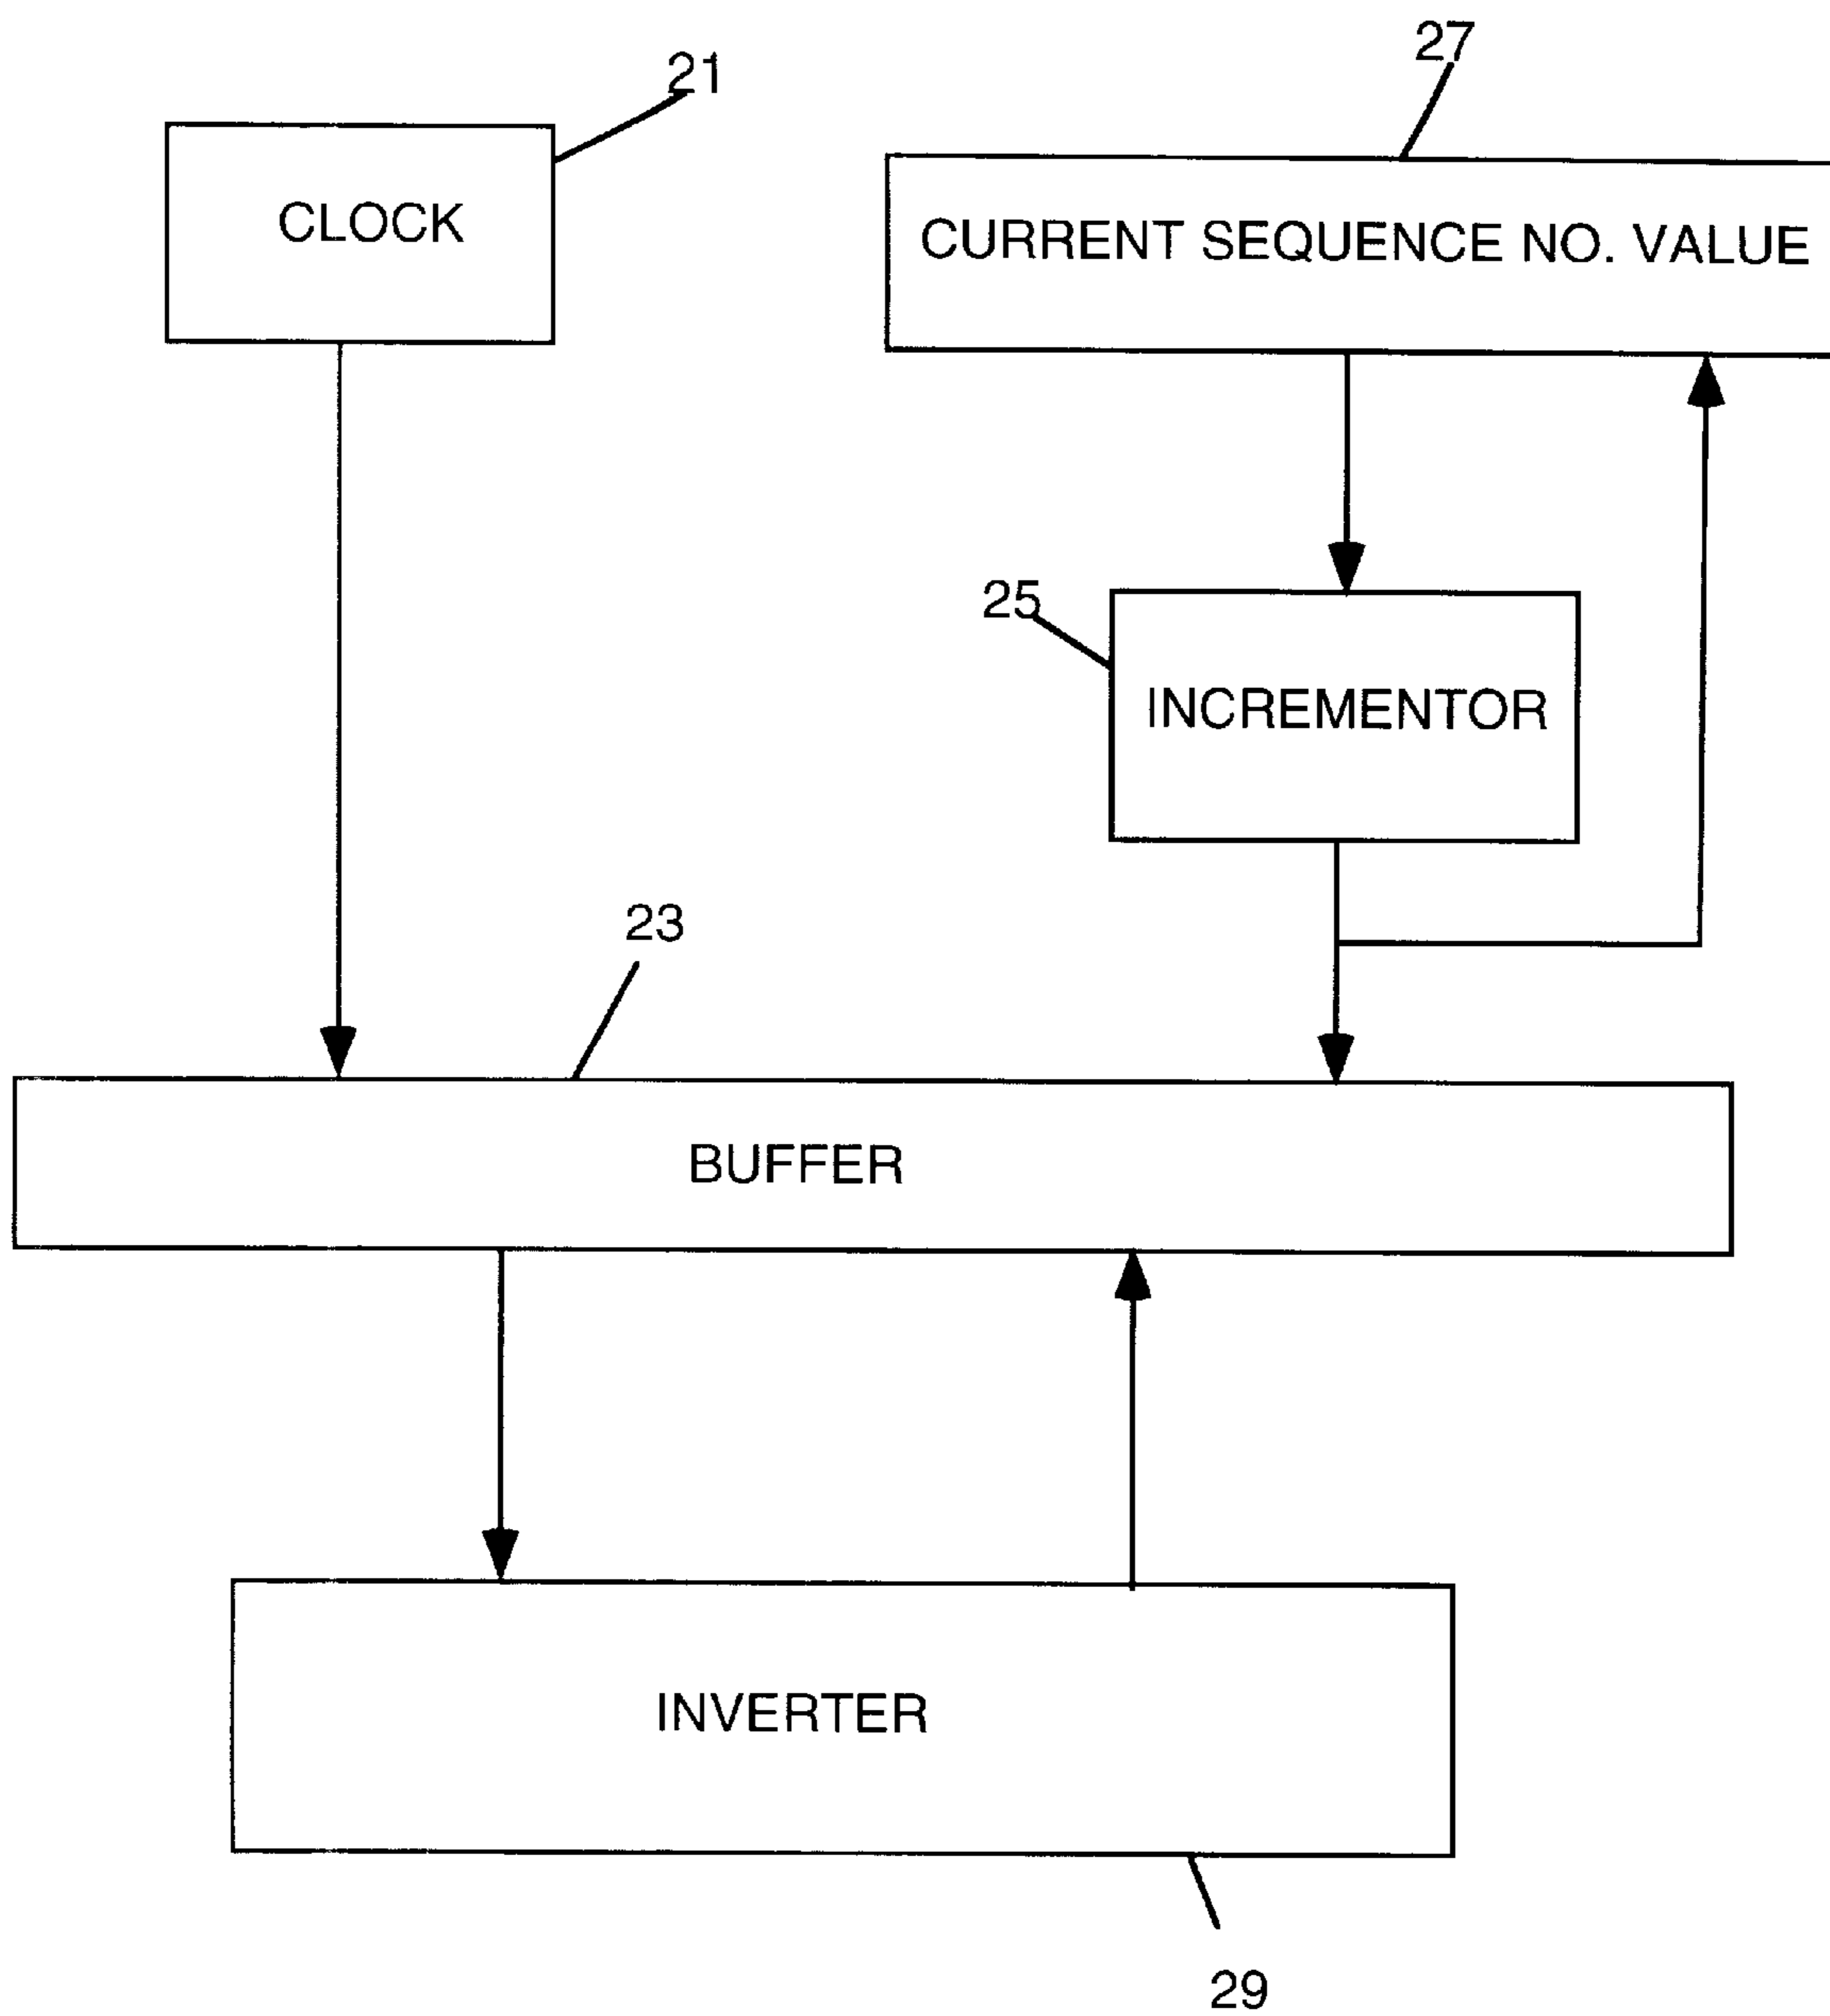 27
21
CLOCK
CURRENT SEQUENCE NO. VALUE
25
INCREMENTOR
23
BUFFER
INVERTER
29